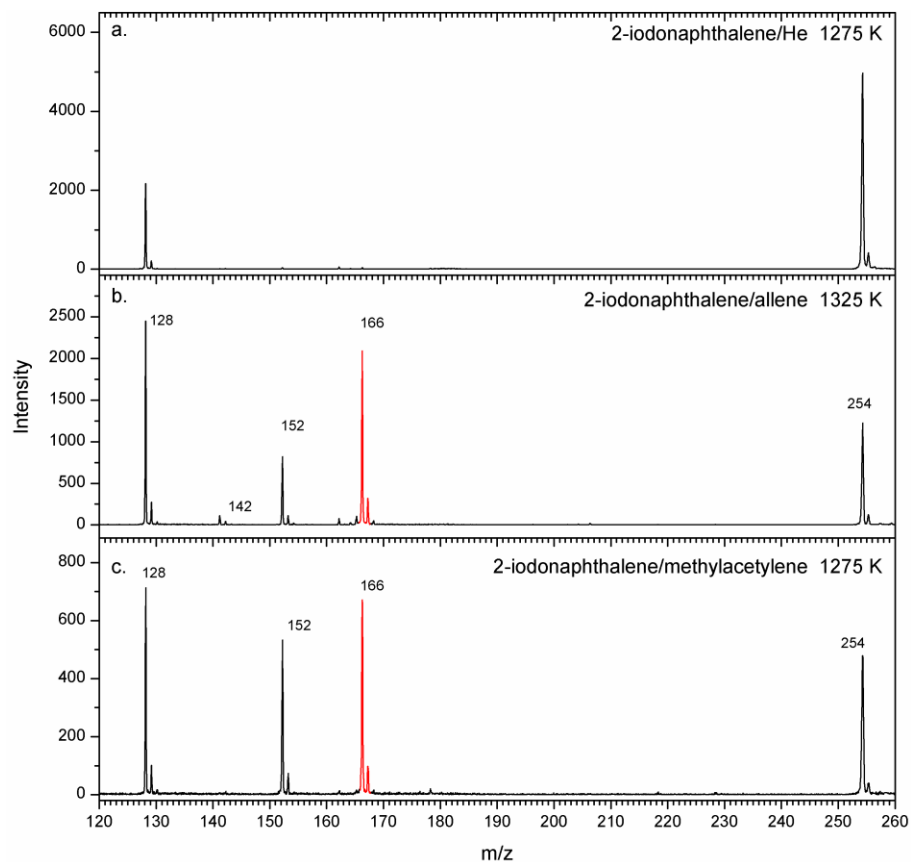 a.
2-iodonaphthalene/He 1275 K
6000
4000
2000
0
b.
2-iodonaphthalene/allene 1325 K
128
166
152
142
254
2500
2000
1500
1000
500
0
Intensity
c.
2-iodonaphthalene/methylacetylene 1275 K
128
166
152
254
800
600
400
200
0
120 130 140 150 160 170 180 190 200 210 220 230 240 250 260
m/z